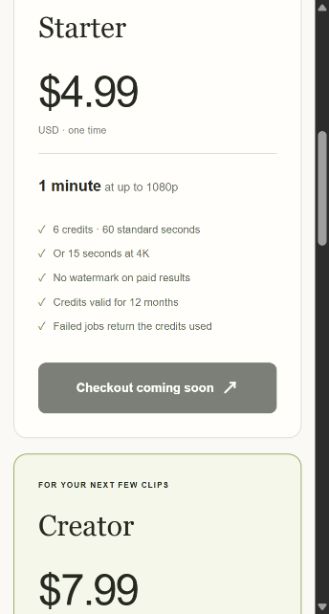 Starter
$4.99
USD · one time
1 minute at up to 1080p
✓ 6 credits · 60 standard seconds
✓ Or 15 seconds at 4K
✓ No watermark on paid results
✓ Credits valid for 12 months
✓ Failed jobs return the credits used
Checkout coming soon ↗
FOR YOUR NEXT FEW CLIPS
Creator
$7.99